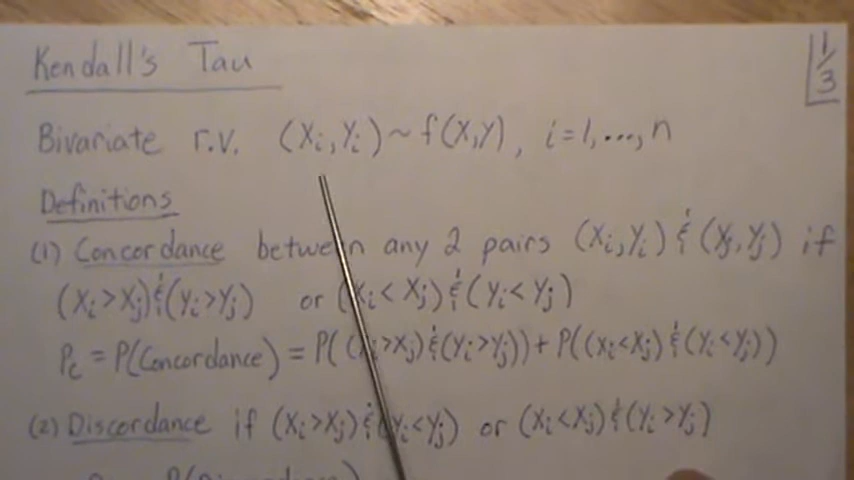 Kendall's Tau
1/3
Bivariate r.v. (Xi,Yi)~f(X,Y), i=1,...,n
Definitions
(1) Concordance between any 2 pairs (Xi,Yi) & (Xj,Yj) if
(Xi>Xj)&(Yi>Yj) or (Xi<Xj)&(Yi<Yj)
Pc = P(Concordance) = P((Xi>Xj)&(Yi>Yj)) + P((Xi<Xj)&(Yi<Yj))
(2) Discordance if (Xi>Xj)&(Yi<Yj) or (Xi<Xj)&(Yi>Yj)